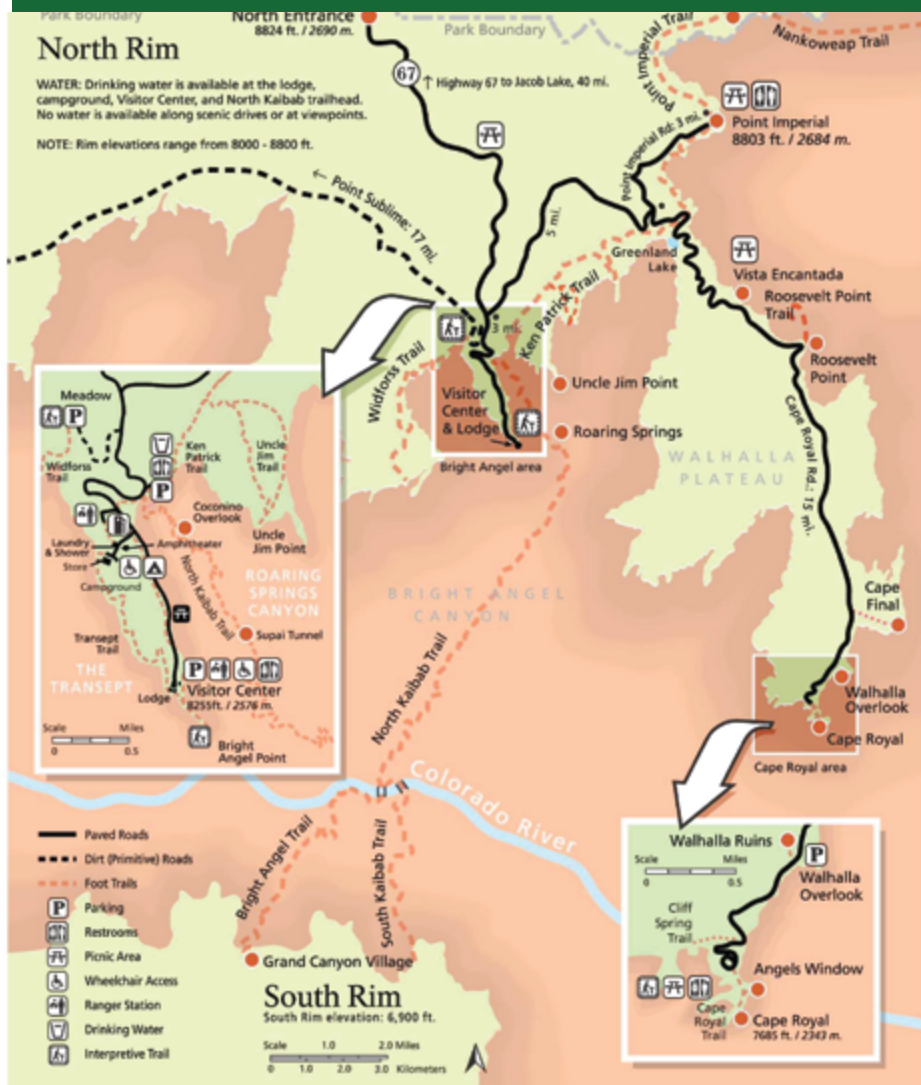 Park Boundary
North Entrance
8824 ft. / 2690 m.
Park Boundary
Point Imperial Trail
Nankoweap Trail
North Rim
67
↑ Highway 67 to Jacob Lake, 40 mi.
WATER: Drinking water is available at the lodge,
campground, Visitor Center, and North Kaibab trailhead.
No water is available along scenic drives or at viewpoints.
NOTE: Rim elevations range from 8000 - 8800 ft.
Point Imperial
8803 ft. / 2684 m.
Point Imperial Rd: 3 mi.
← Point Sublime: 17 mi.
5 mi.
Greenland
Lake
Vista Encantada
Roosevelt Point
Trail
Roosevelt
Point
3 mi.
Ken Patrick Trail
Widforss Trail
Uncle Jim Point
Visitor
Center
& Lodge
Roaring Springs
Bright Angel area
WALHALLA
PLATEAU
Cape Royal Rd.: 15 mi.
BRIGHT ANGEL
CANYON
Cape
Final
North Kaibab Trail
Walhalla
Overlook
Cape Royal
Cape Royal area
Meadow
P
Widforss
Trail
Ken
Patrick
Trail
Uncle
Jim
Trail
P
Coconino
Overlook
Uncle
Jim Point
Laundry
& Shower
Amphitheater
Store
Campground
North Kaibab Trail
ROARING
SPRINGS
CANYON
Supai Tunnel
Transept
Trail
THE
TRANSEPT
P
Lodge
Visitor Center
8255ft. / 2576 m.
Scale Miles
0 0.5
Bright
Angel Point
Colorado River
Bright Angel Trail
South Kaibab Trail
Paved Roads
Dirt (Primitive) Roads
Foot Trails
P Parking
Restrooms
Picnic Area
Wheelchair Access
Ranger Station
Drinking Water
Interpretive Trail
Grand Canyon Village
South Rim
South Rim elevation: 6,900 ft.
Scale 1.0 2.0 Miles
0 1.0 2.0 3.0 Kilometers
Walhalla Ruins
P
Scale Miles
0 0.5
Walhalla
Overlook
Cliff
Spring
Trail
Angels Window
Cape
Royal
Trail
Cape Royal
7685 ft. / 2343 m.